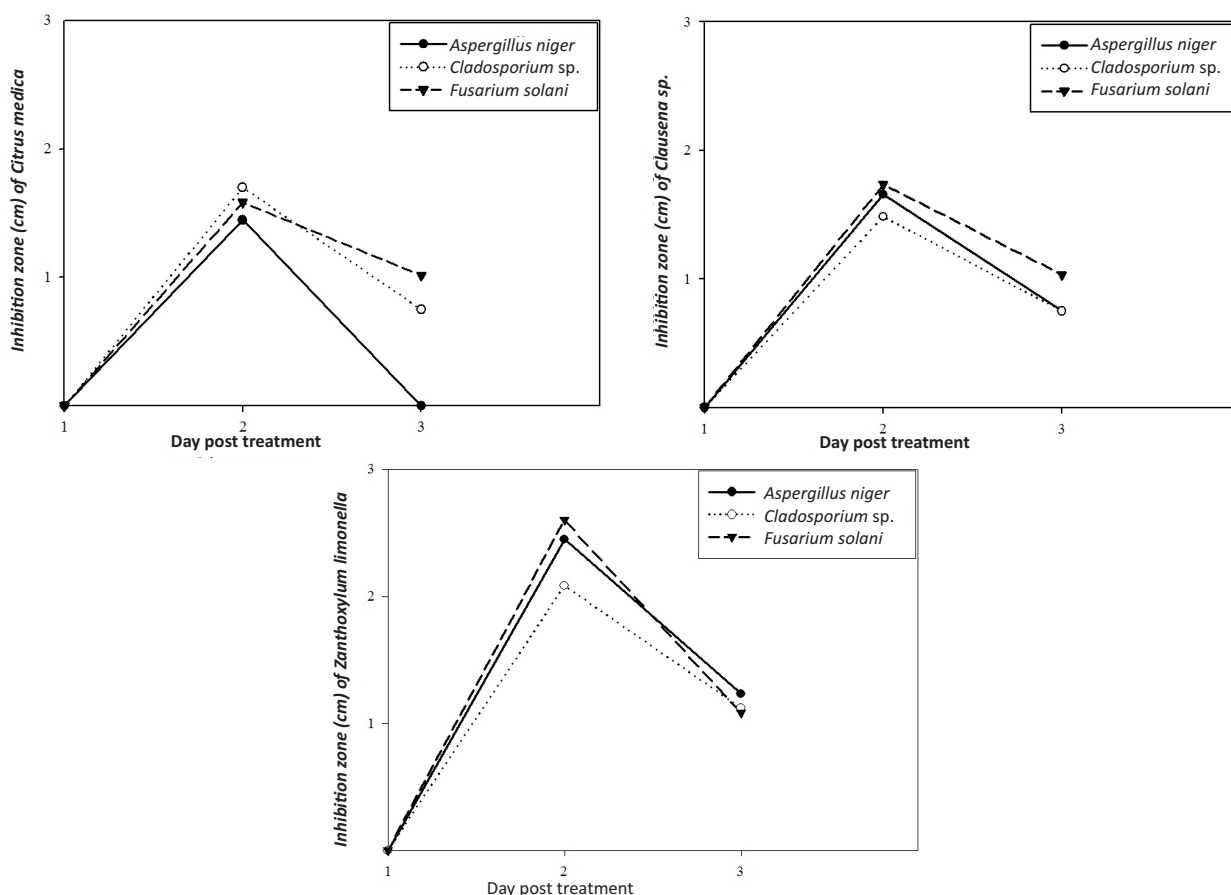 3
Aspergillus niger
Cladosporium sp.
Fusarium solani
2
1
Inhibition zone (cm) of Citrus medica
1
2
3
Day post treatment
3
Aspergillus niger
Cladosporium sp.
Fusarium solani
2
1
Inhibition zone (cm) of Clausena sp.
1
2
3
Day post treatment
3
Aspergillus niger
Cladosporium sp.
Fusarium solani
2
1
Inhibition zone (cm) of Zanthoxylum limonella
1
2
3
Day post treatment